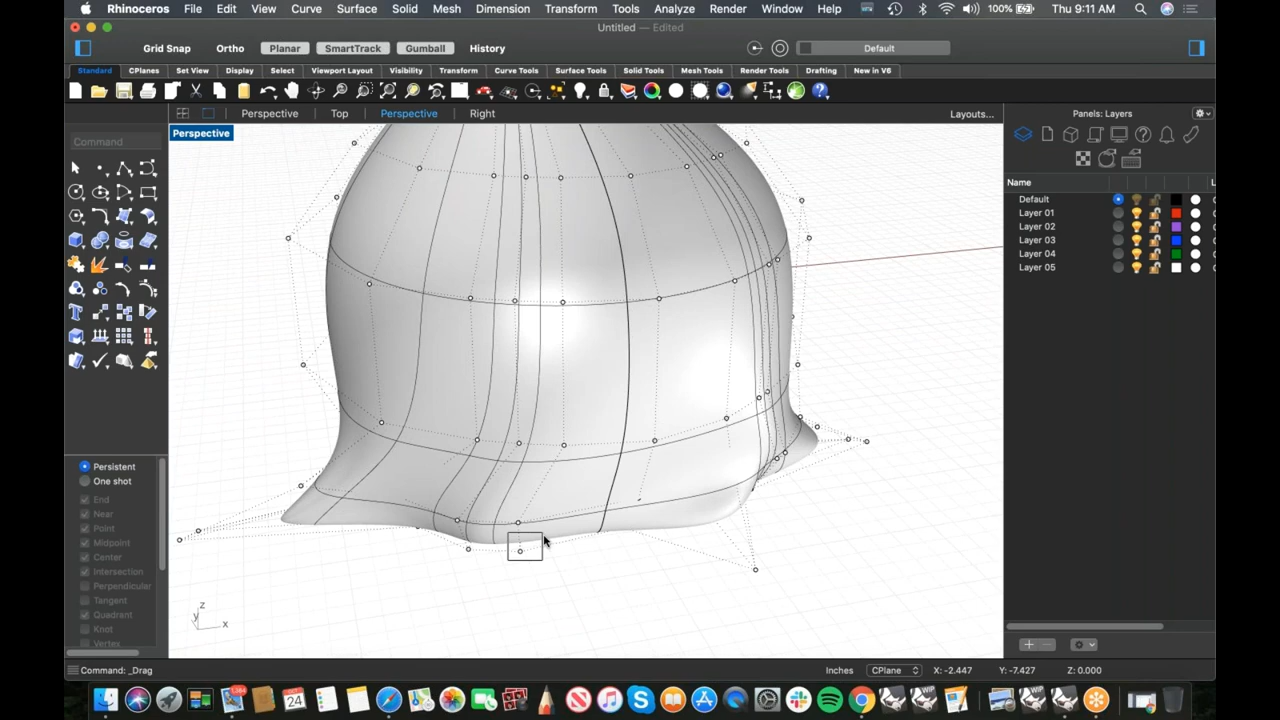 Rhinoceros File Edit View Curve Surface Solid Mesh Dimension Transform Tools Analyze Render Window Help 100% Thu 9:11 AM
Untitled — Edited
Grid Snap Ortho Planar SmartTrack Gumball History Default
Standard CPlanes Set View Display Select Viewport Layout Visibility Transform Curve Tools Surface Tools Solid Tools Mesh Tools Render Tools Drafting New in V6
Perspective Top Perspective Right Layouts... Panels: Layers
Perspective
Command
Name L
Default
Layer 01
Layer 02
Layer 03
Layer 04
Layer 05
Persistent
One shot
End
Near
Point
Midpoint
Center
Intersection
Perpendicular
Tangent
Quadrant
Knot
Vertex
z
y
x
Command: _Drag Inches CPlane X: -2.447 Y: -7.427 Z: 0.000
24